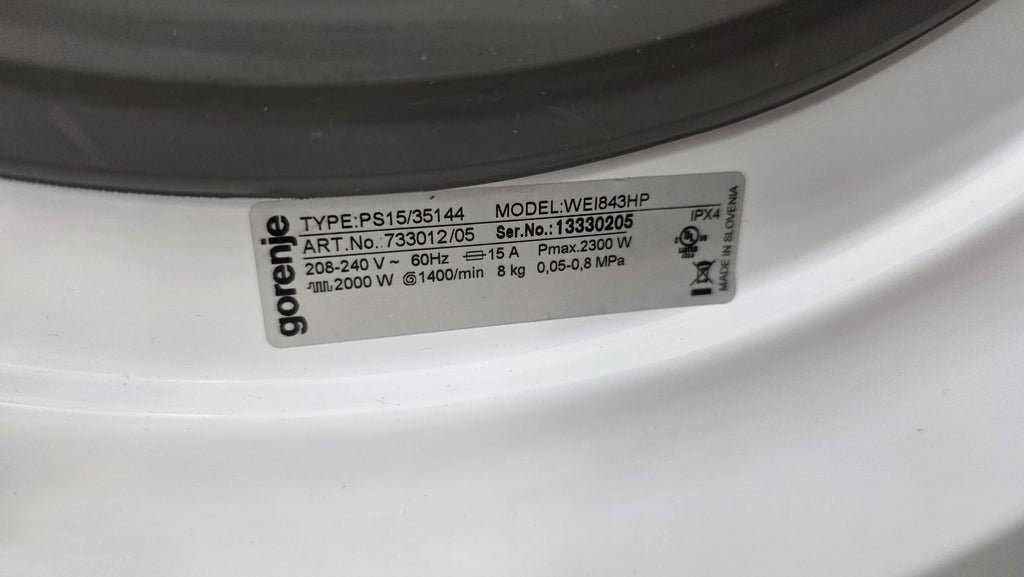 gorenje
TYPE:PS15/35144 MODEL:WEI843HP
ART.No.:733012/05 Ser.No.:13330205
208-240 V ~ 60Hz 15 A Pmax.2300 W
2000 W 1400/min 8 kg 0,05-0,8 MPa
IPX4
UL
MADE IN SLOVENIA